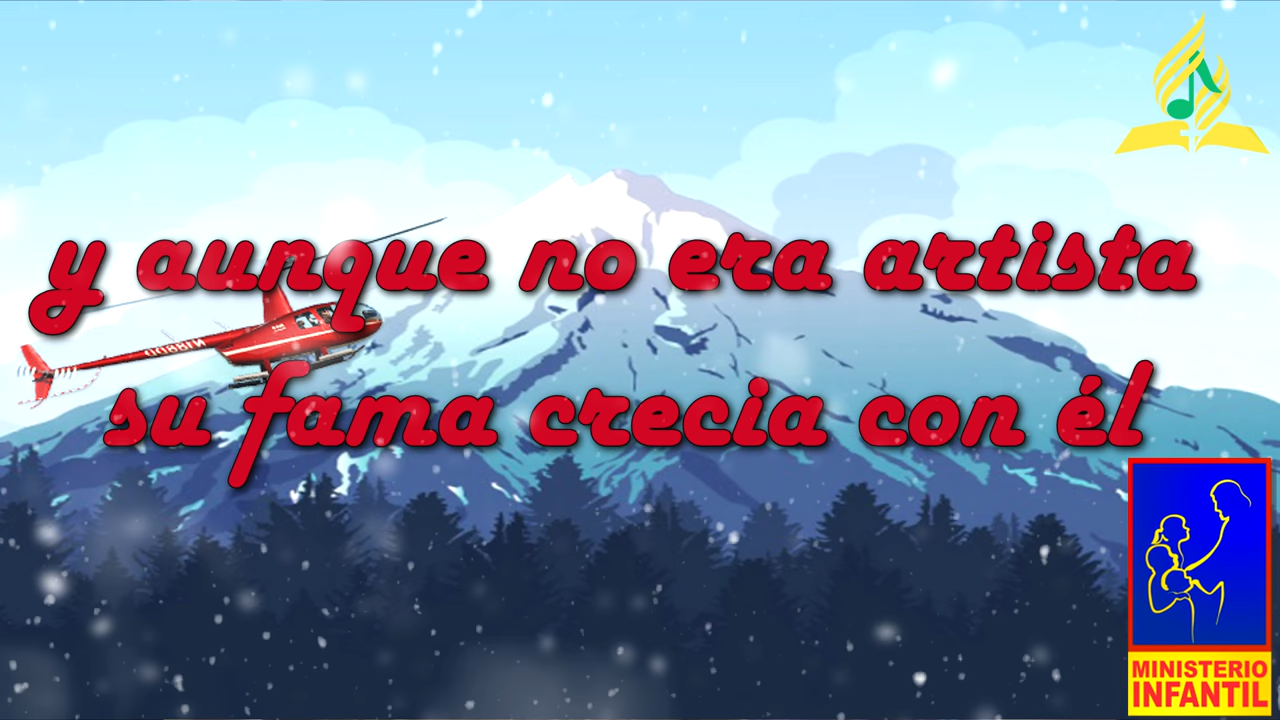 y aunque no era artista
su fama crecia con él
MINISTERIO
INFANTIL